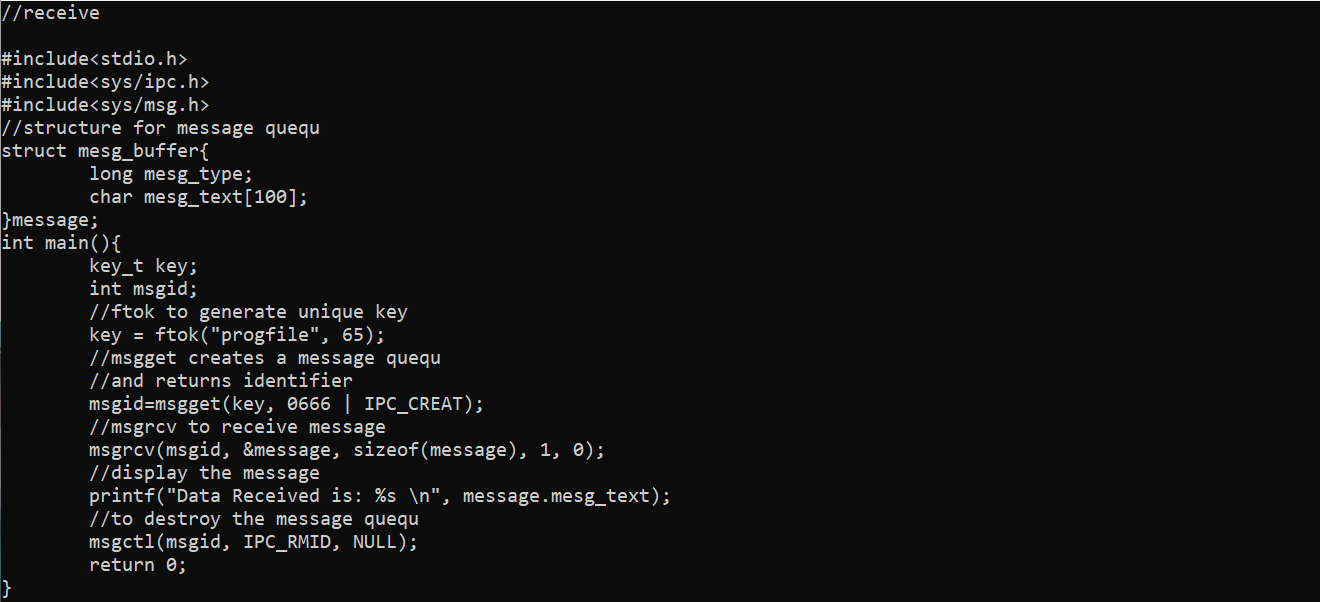 //receive

#include<stdio.h>
#include<sys/ipc.h>
#include<sys/msg.h>
//structure for message ququ
struct mesg_buffer{
        long mesg_type;
        char mesg_text[100];
}message;
int main(){
        key_t key;
        int msgid;
        //ftok to generate unique key
        key = ftok("progfile", 65);
        //msgget creates a message ququ
        //and returns identifier
        msgid=msgget(key, 0666 | IPC_CREAT);
        //msgrcv to receive message
        msgrcv(msgid, &message, sizeof(message), 1, 0);
        //display the message
        printf("Data Received is: %s \n", message.mesg_text);
        //to destroy the message ququ
        msgctl(msgid, IPC_RMID, NULL);
        return 0;
}